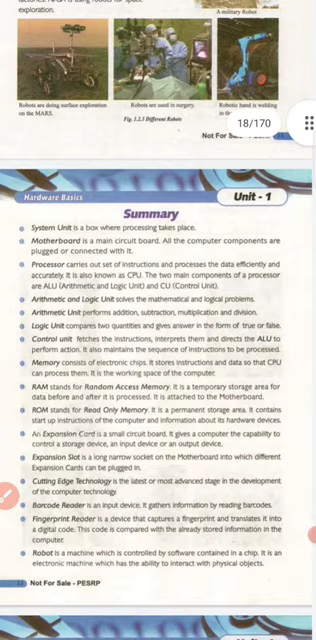 exploration.
A military Robot
Robots are doing surface exploration
on the MARS.
Robots are used in surgery.
Robotic hand is welding
Fig. 1.2.3 Different Robots
18/170
Hardware Basics
Unit - 1
Summary
System Unit is a box where processing takes place.
Motherboard is a main circuit board. All the computer components are
plugged or connected with it.
Processor carries out set of instructions and processes the data efficiently and
accurately. It is also known as CPU. The two main components of a processor
are ALU (Arithmetic and Logic Unit) and CU (Control Unit).
Arithmetic and Logic Unit solves the mathematical and logical problems.
Arithmetic Unit performs addition, subtraction, multiplication and division.
Logic Unit compares two quantities and gives answer in the form of true or false.
Control unit fetches the instructions, interprets them and directs the ALU to
perform action. It also maintains the sequence of instructions to be processed.
Memory consists of electronic chips. It stores instructions and data so that CPU
can process them. It is the working space of the computer.
RAM stands for Random Access Memory. It is a temporary storage area for
data before and after it is processed. It is attached to the Motherboard.
ROM stands for Read Only Memory. It is a permanent storage area. It contains
start up instructions of the computer and information about its hardware devices.
An Expansion Card is a small circuit board. It gives a computer the capability to
control a storage device, an input device or an output device.
Expansion Slot is a long narrow socket on the Motherboard into which different
Expansion Cards can be plugged in.
Cutting Edge Technology is the latest or most advanced stage in the development
of the computer technology
Barcode Reader is an input device. It gathers information by reading barcodes.
Fingerprint Reader is a device that captures a fingerprint and translates it into
a digital code. This code is compared with the already stored information in the
computer.
Robot is a machine which is controlled by software contained in a chip. It is an
electronic machine which has the ability to interact with physical objects.
Not For Sale - PESRP